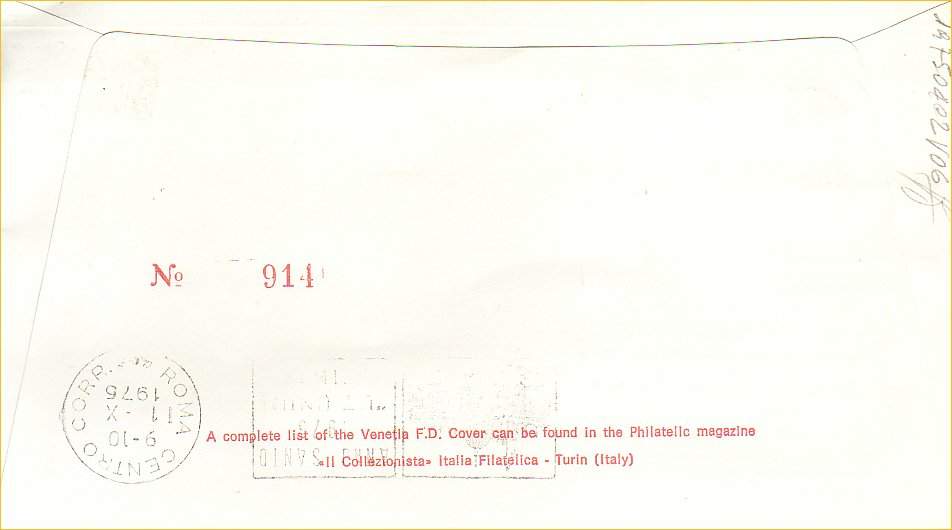 № 914
A complete list of the Venetia F.D. Cover can be found in the Philatelic magazine
«Il Collezionista» Italia Filatelica - Turin (Italy)
ROMA CENTRO CORR.
9-10
11 - X
1975
ANNO